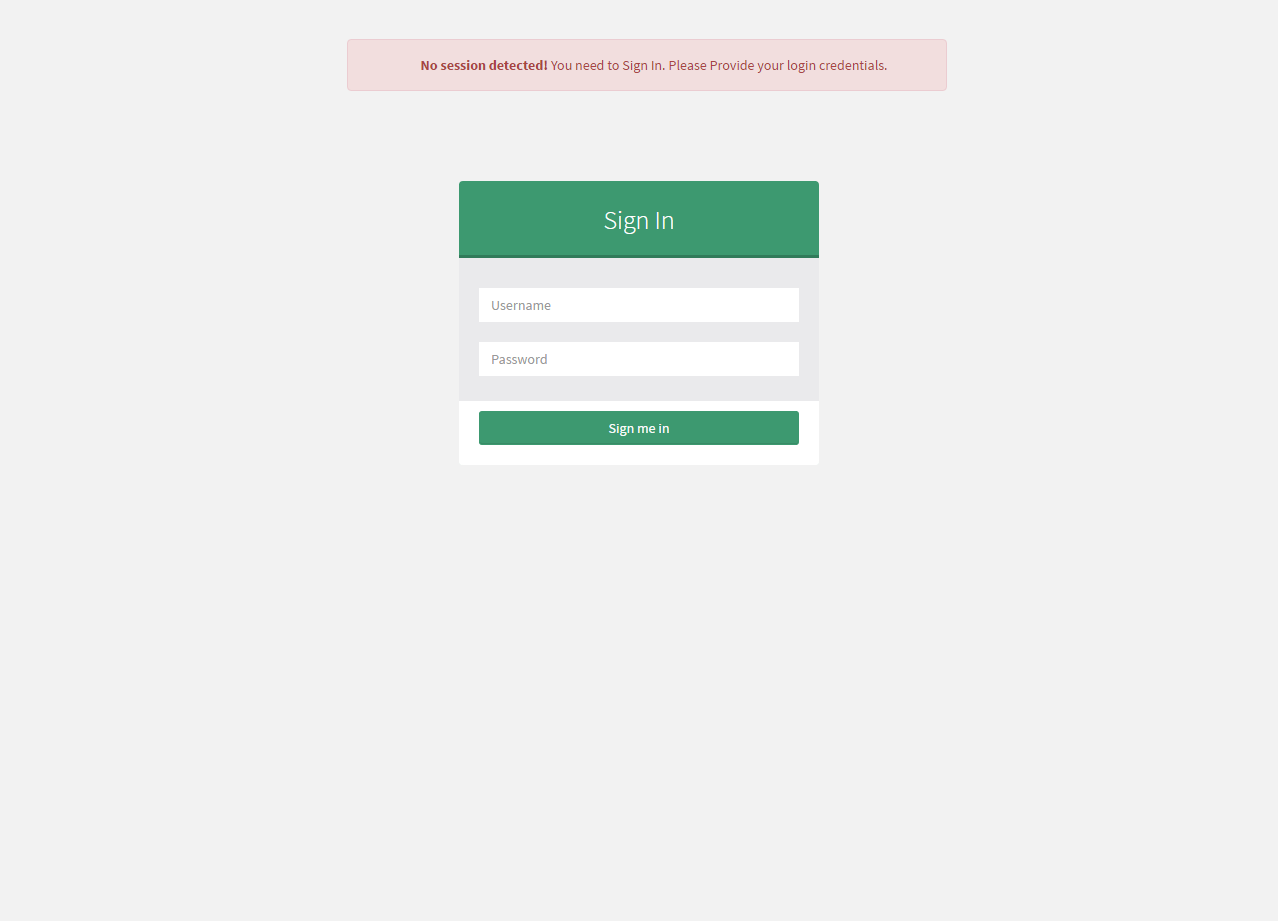 No session detected! You need to Sign In. Please Provide your login credentials.
Sign In
Username
Password
Sign me in